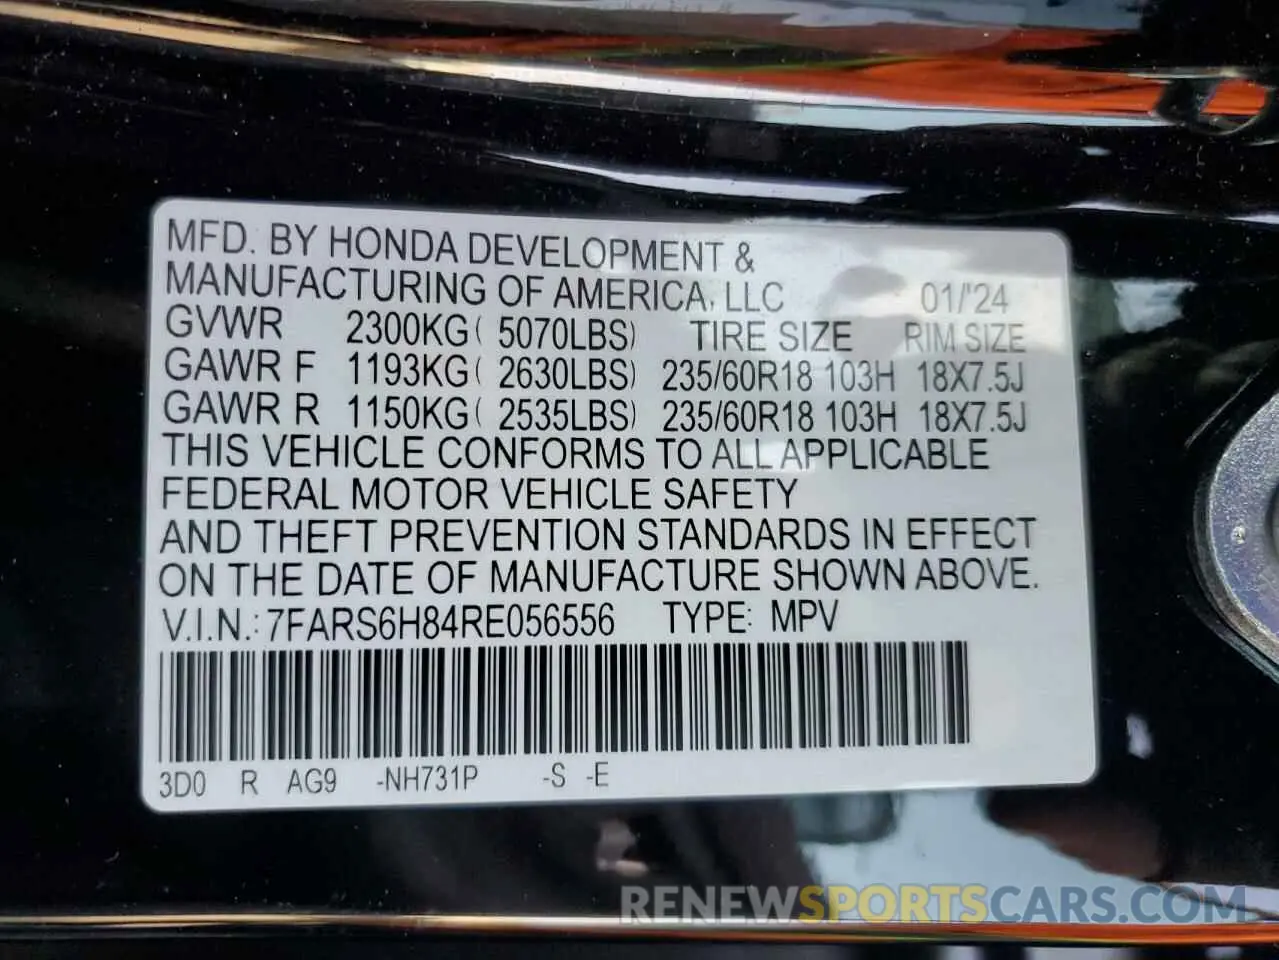 MFD. BY HONDA DEVELOPMENT &
MANUFACTURING OF AMERICA, LLC 01/'24
GVWR 2300KG( 5070LBS) TIRE SIZE RIM SIZE
GAWR F 1193KG( 2630LBS) 235/60R18 103H 18X7.5J
GAWR R 1150KG( 2535LBS) 235/60R18 103H 18X7.5J
THIS VEHICLE CONFORMS TO ALL APPLICABLE
FEDERAL MOTOR VEHICLE SAFETY
AND THEFT PREVENTION STANDARDS IN EFFECT
ON THE DATE OF MANUFACTURE SHOWN ABOVE.
V.I.N.: 7FARS6H84RE056556 TYPE: MPV
3D0 R AG9 -NH731P -S -E
RENEWSPORTSCARS.COM